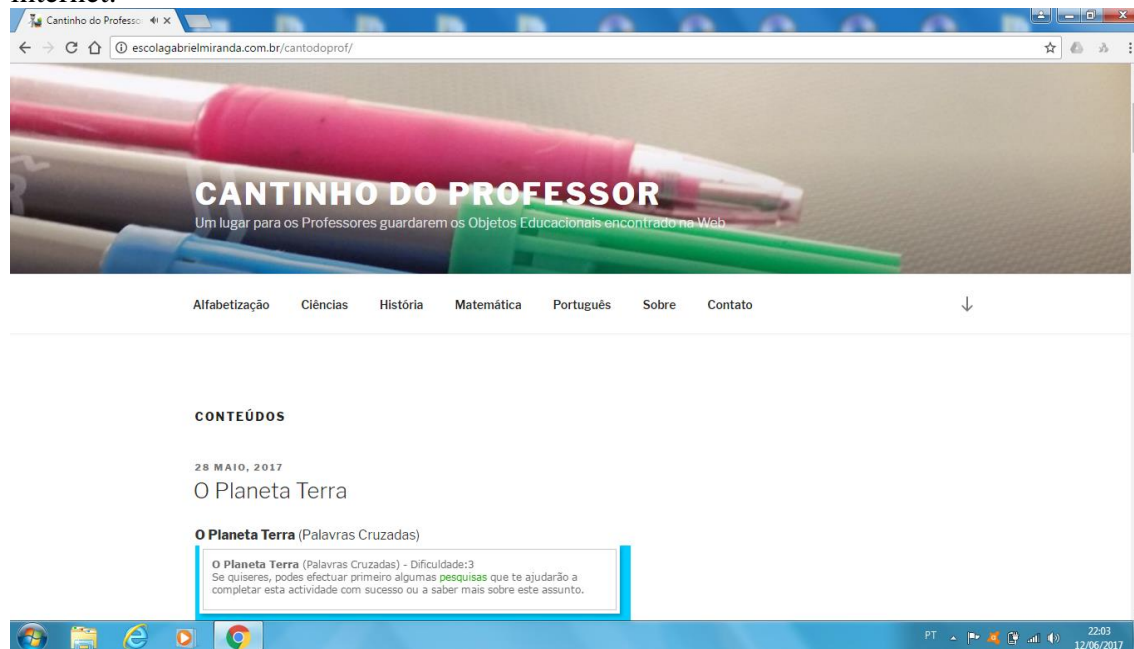 internet.
Cantinho do Professo
escolagabrielmiranda.com.br/cantodoprof/
CANTINHO DO PROFESSOR
Um lugar para os Professores guardarem os Objetos Educacionais encontrado na Web
Alfabetização Ciências História Matemática Português Sobre Contato
CONTEÚDOS
28 MAIO, 2017
O Planeta Terra
O Planeta Terra (Palavras Cruzadas)
O Planeta Terra (Palavras Cruzadas) - Dificuldade:3
Se quiseres, podes efectuar primeiro algumas pesquisas que te ajudarão a
completar esta actividade com sucesso ou a saber mais sobre este assunto.
PT 22:03
12/06/2017